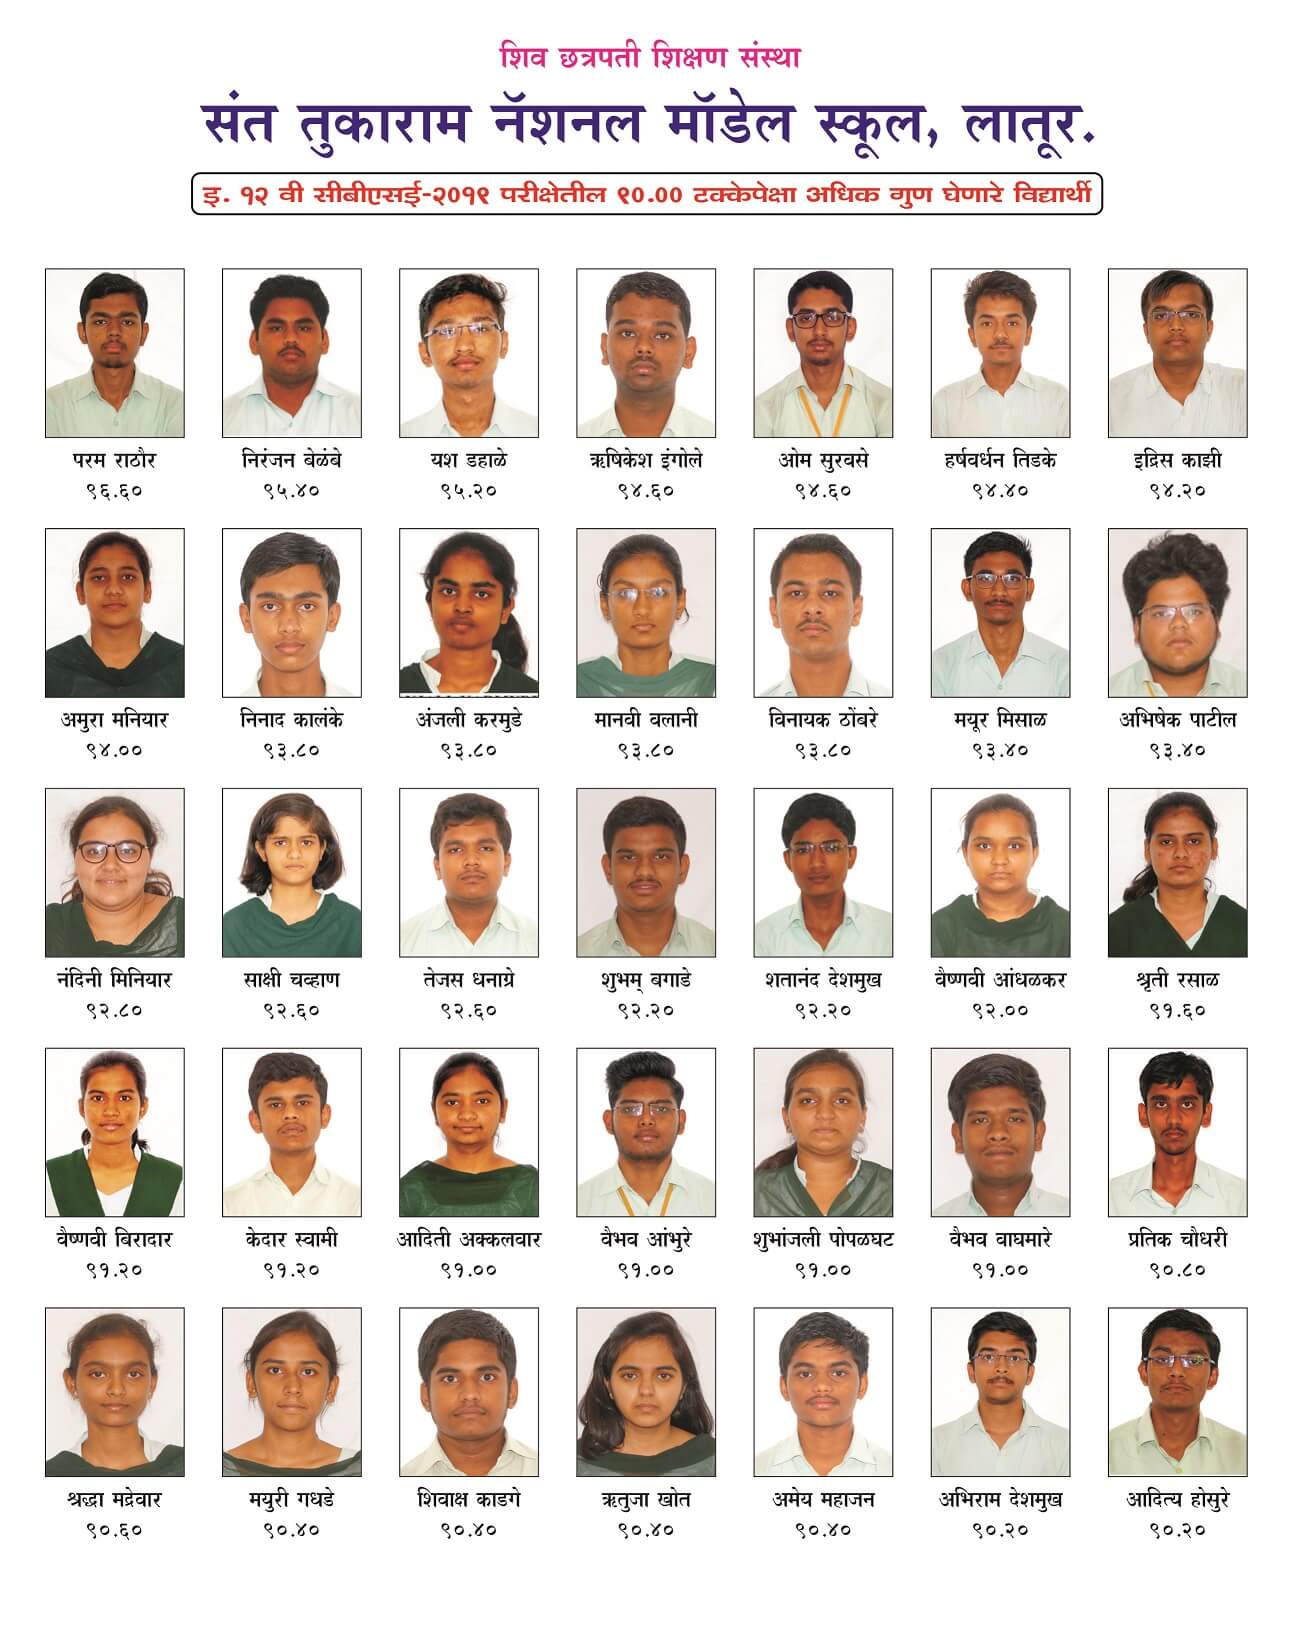 शिव छत्रपती शिक्षण संस्था
संत तुकाराम नॅशनल मॉडेल स्कूल, लातूर.
इ. १२ वी सीबीएसई-२०१९ परीक्षेतील ९०.०० टक्केपेक्षा अधिक गुण घेणारे विद्यार्थी
परम राठौर निरंजन बेळंबे यश डहाळे ऋषिकेश इंगोले ओम सुरवसे हर्षवर्धन तिडके इद्रिस काझी
९६.६० ९५.४० ९५.२० ९४.६० ९४.६० ९४.४० ९४.२०
अमुरा मनियार निनाद कालंके अंजली करमुडे मानवी वलानी विनायक ठोंबरे मयूर मिसाळ अभिषेक पाटील
९४.०० ९३.८० ९३.८० ९३.८० ९३.८० ९३.४० ९३.४०
नंदिनी मिनियार साक्षी चव्हाण तेजस धनाग्रे शुभम् बगाडे शतानंद देशमुख वैष्णवी आंधळकर श्रृती रसाळ
९२.८० ९२.६० ९२.६० ९२.२० ९२.२० ९२.०० ९१.६०
वैष्णवी बिरादार केदार स्वामी आदिती अक्कलवार वैभव आंभुरे शुभांजली पोपळघट वैभव वाघमारे प्रतिक चौधरी
९१.२० ९१.२० ९१.०० ९१.०० ९१.०० ९१.०० ९०.८०
श्रद्धा मद्रेवार मयुरी गधडे शिवाक्ष काडगे ऋतुजा खोत अमेय महाजन अभिराम देशमुख आदित्य होसुरे
९०.६० ९०.४० ९०.४० ९०.४० ९०.४० ९०.२० ९०.२०